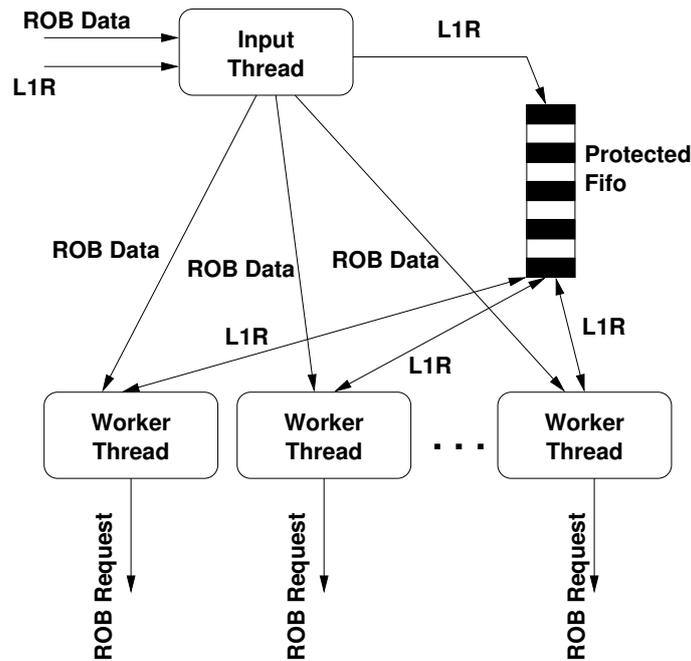 ROB Data
L1R
Input
Thread
L1R
Protected
Fifo
ROB Data
ROB Data
ROB Data
L1R
L1R
L1R
Worker
Thread
Worker
Thread
. . .
Worker
Thread
ROB Request
ROB Request
ROB Request